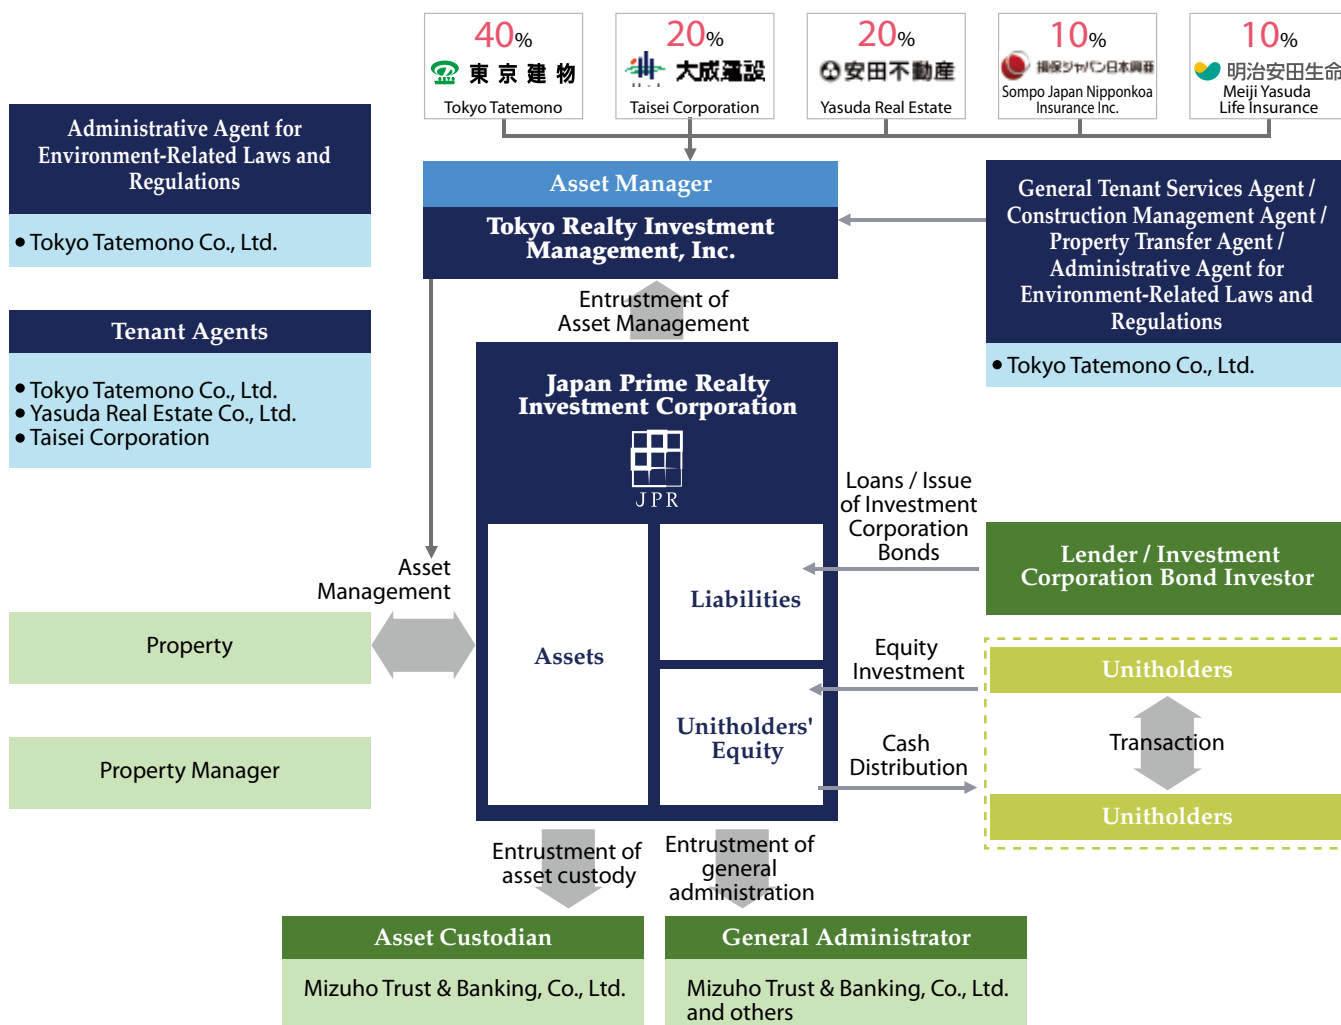 40%
東京建物
Tokyo Tatemono
20%
大成建設
Taisei Corporation
20%
安田不動産
Yasuda Real Estate
10%
損保ジャパン日本興亜
Sompo Japan Nipponkoa
Insurance Inc.
10%
明治安田生命
Meiji Yasuda
Life Insurance
Administrative Agent for
Environment-Related Laws and
Regulations
• Tokyo Tatemono Co., Ltd.
Asset Manager
Tokyo Realty Investment
Management, Inc.
General Tenant Services Agent /
Construction Management Agent /
Property Transfer Agent /
Administrative Agent for
Environment-Related Laws and
Regulations
• Tokyo Tatemono Co., Ltd.
Entrustment of
Asset Management
Tenant Agents
• Tokyo Tatemono Co., Ltd.
• Yasuda Real Estate Co., Ltd.
• Taisei Corporation
Japan Prime Realty
Investment Corporation
JPR
Loans / Issue
of Investment
Corporation
Bonds
Lender / Investment
Corporation Bond Investor
Asset
Management
Property
Assets
Liabilities
Equity
Investment
Unitholders
Unitholders'
Equity
Transaction
Cash
Distribution
Property Manager
Unitholders
Entrustment of
asset custody
Entrustment of
general
administration
Asset Custodian
Mizuho Trust & Banking, Co., Ltd.
General Administrator
Mizuho Trust & Banking, Co., Ltd.
and others